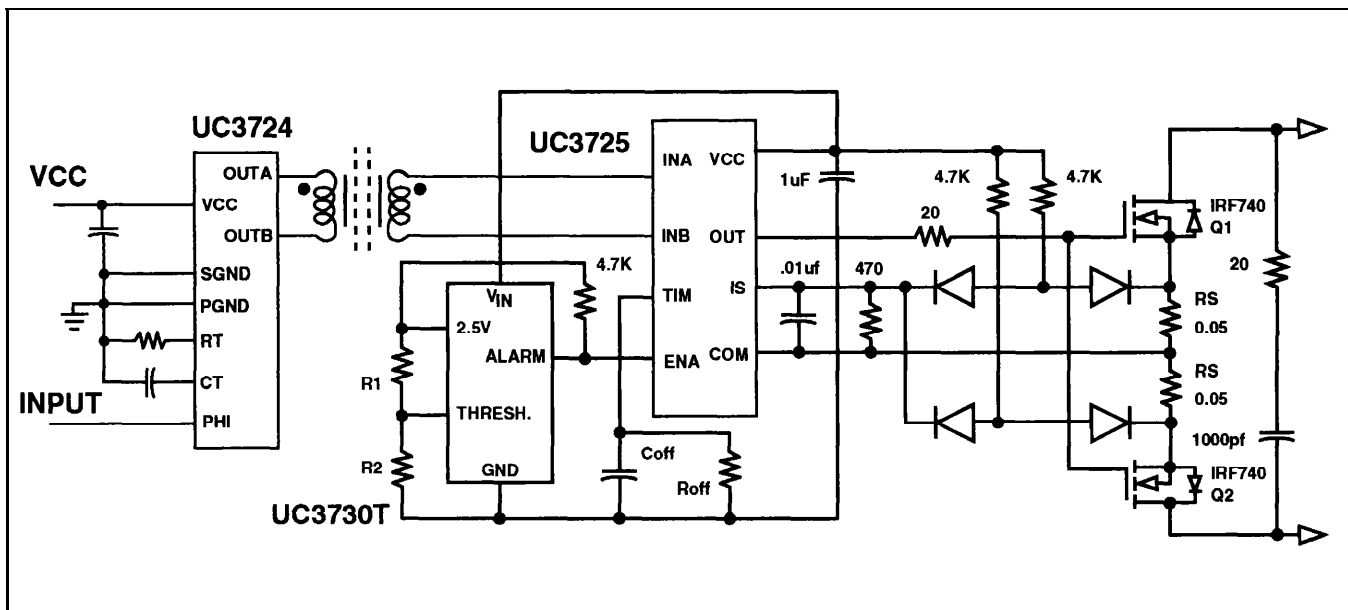 UC3724
VCC
OUTA
VCC
OUTB
SGND
PGND
RT
CT
INPUT
PHI
UC3725
INA
VCC
INB
OUT
TIM
IS
ENA
COM
1uF
4.7K
4.7K
20
.01uf
470
4.7K
VIN
2.5V
ALARM
THRESH.
GND
R1
R2
UC3730T
Coff
Roff
IRF740
Q1
20
RS
0.05
RS
0.05
1000pf
IRF740
Q2